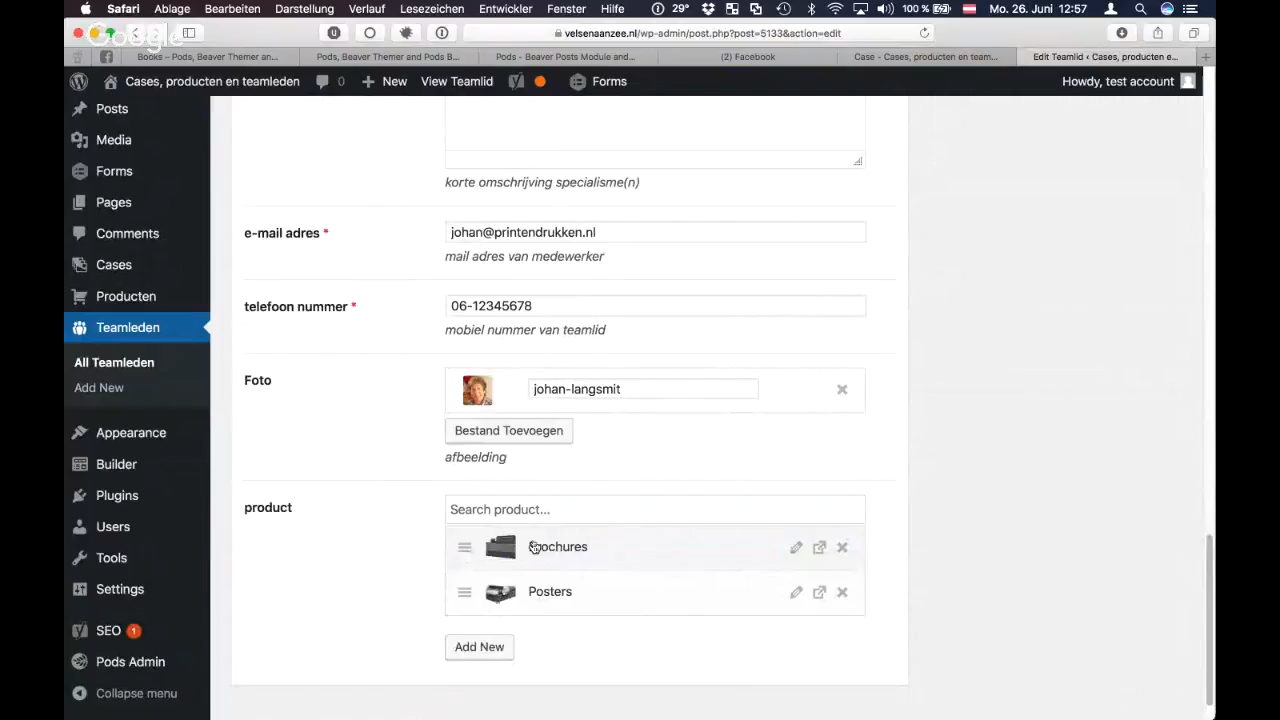 Safari Ablage Bearbeiten Darstellung Verlauf Lesezeichen Entwickler Fenster Hilfe 29° 100 % Mo. 26. Juni 12:57
Google
velsenaanzee.nl/wp-admin/post.php?post=5133&action=edit
Books – Pods, Beaver Themer an... Pods, Beaver Themer and Pods B... Pods - Beaver Posts Module and... (2) Facebook Case - Cases, producten en team... Edit Teamlid ‹ Cases, producten e...
Cases, producten en teamleden 0 New View Teamlid Forms Howdy, test account
Posts
Media
Forms
Pages
Comments
Cases
Producten
Teamleden
All Teamleden
Add New
Appearance
Builder
Plugins
Users
Tools
Settings
SEO 1
Pods Admin
Collapse menu
korte omschrijving specialisme(n)
e-mail adres * johan@printendrukken.nl
mail adres van medewerker
telefoon nummer * 06-12345678
mobiel nummer van teamlid
Foto johan-langsmit
Bestand Toevoegen
afbeelding
product Search product...
Brochures
Posters
Add New